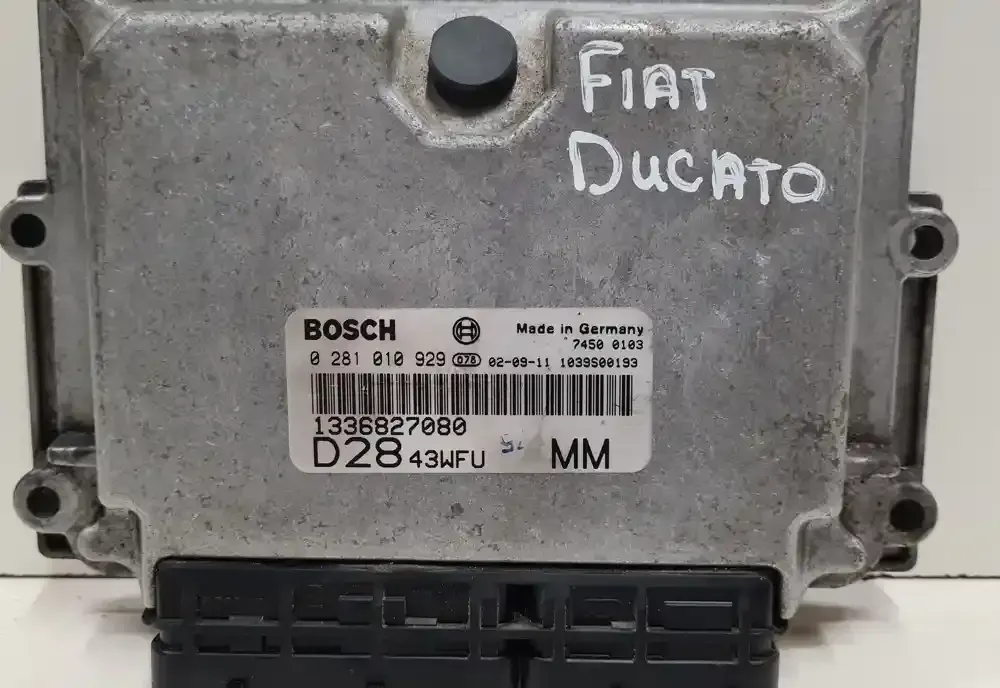 FIAT
DUCATO
BOSCH Made in Germany
7450 0103
0 281 010 929 078 02-09-11 1039S00193
1336827080
D28 43WFU MM